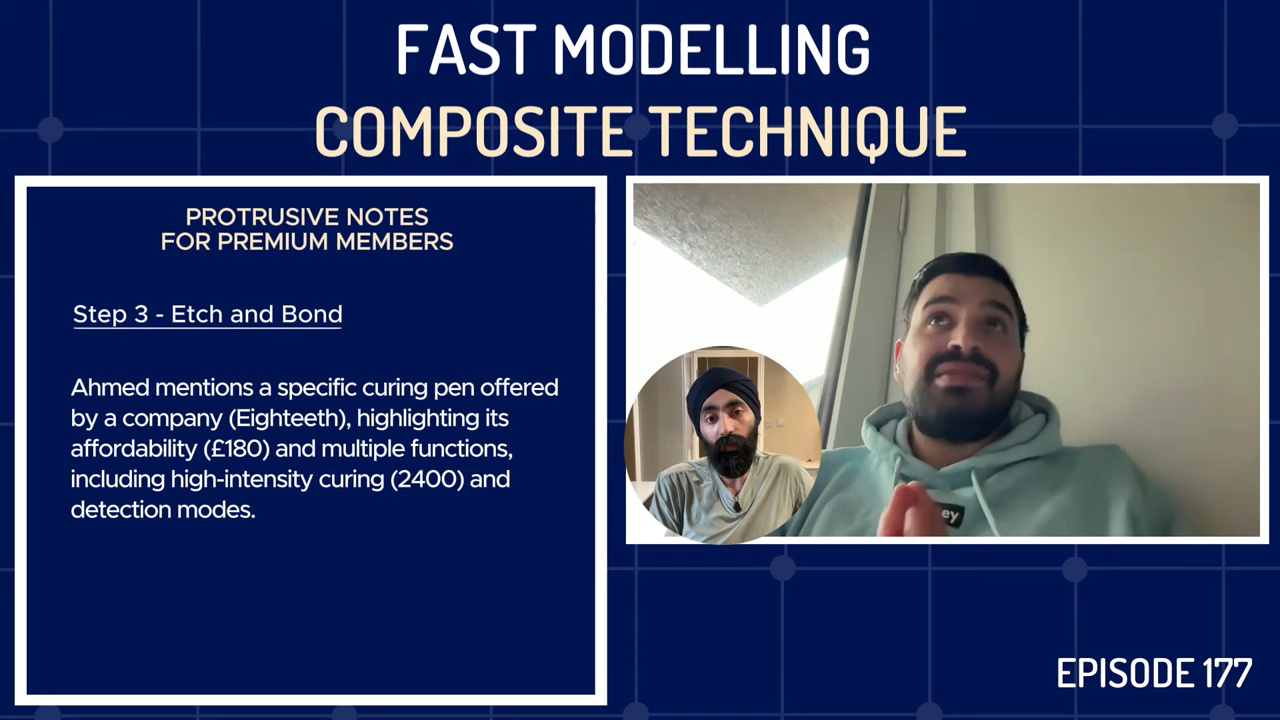 FAST MODELLING
COMPOSITE TECHNIQUE
PROTRUSIVE NOTES
FOR PREMIUM MEMBERS
Step 3 - Etch and Bond
Ahmed mentions a specific curing pen offered
by a company (Eighteeth), highlighting its
affordability (£180) and multiple functions,
including high-intensity curing (2400) and
detection modes.
EPISODE 177